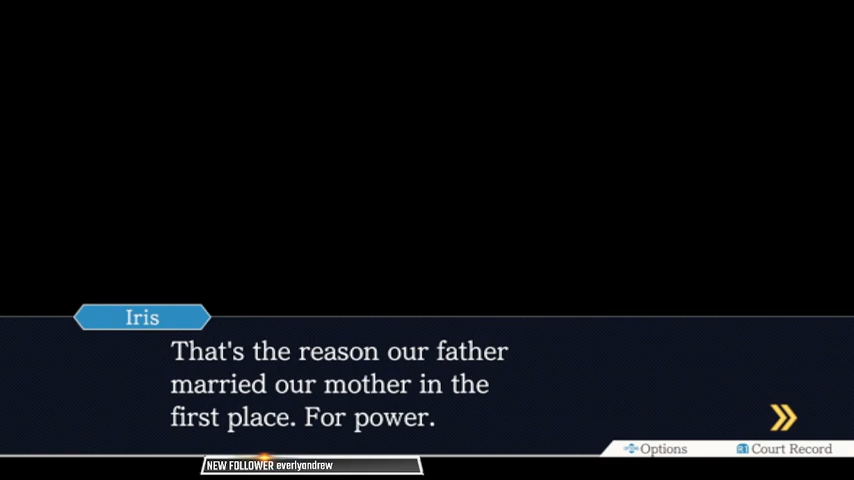 Iris
That's the reason our father
married our mother in the
first place. For power.
Options
R1 Court Record
NEW FOLLOWER everlyandrew